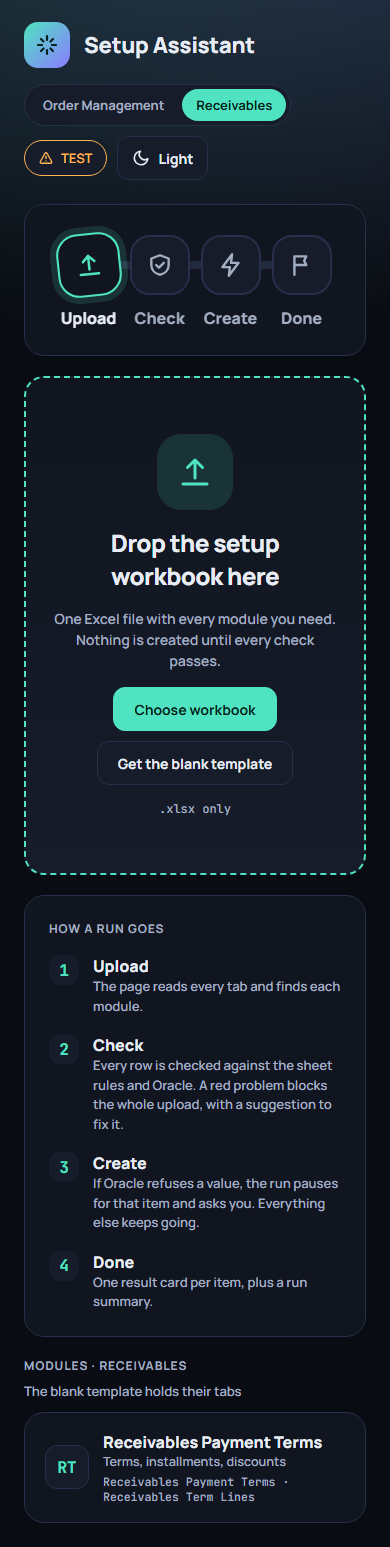 Setup Assistant
Order Management
Receivables
TEST
Light
Upload
Check
Create
Done
Drop the setup
workbook here
One Excel file with every module you need.
Nothing is created until every check
passes.
Choose workbook
Get the blank template
.xlsx only
HOW A RUN GOES
1
Upload
The page reads every tab and finds each
module.
2
Check
Every row is checked against the sheet
rules and Oracle. A red problem blocks
the whole upload, with a suggestion to
fix it.
3
Create
If Oracle refuses a value, the run pauses
for that item and asks you. Everything
else keeps going.
4
Done
One result card per item, plus a run
summary.
MODULES · RECEIVABLES
The blank template holds their tabs
RT
Receivables Payment Terms
Terms, installments, discounts
Receivables Payment Terms ·
Receivables Term Lines